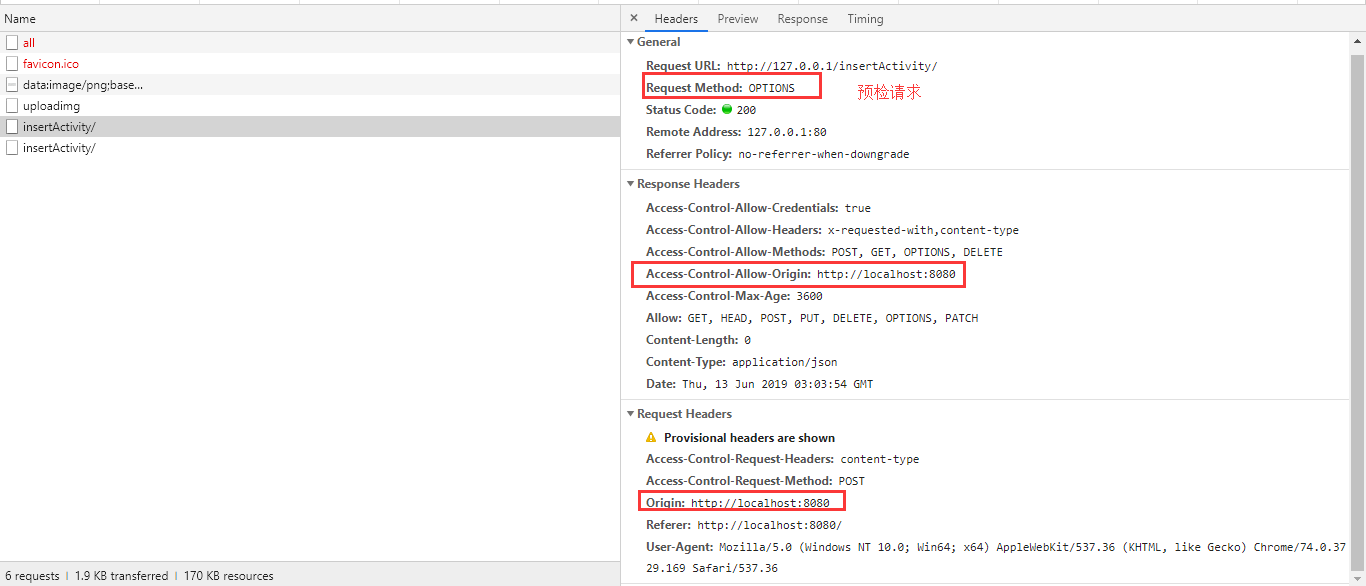 Name
all
favicon.ico
data:image/png;base...
uploadimg
insertActivity/
insertActivity/
6 requests | 1.9 KB transferred | 170 KB resources
× Headers Preview Response Timing
General
Request URL: http://127.0.0.1/insertActivity/
Request Method: OPTIONS 预检请求
Status Code: 200
Remote Address: 127.0.0.1:80
Referrer Policy: no-referrer-when-downgrade
Response Headers
Access-Control-Allow-Credentials: true
Access-Control-Allow-Headers: x-requested-with,content-type
Access-Control-Allow-Methods: POST, GET, OPTIONS, DELETE
Access-Control-Allow-Origin: http://localhost:8080
Access-Control-Max-Age: 3600
Allow: GET, HEAD, POST, PUT, DELETE, OPTIONS, PATCH
Content-Length: 0
Content-Type: application/json
Date: Thu, 13 Jun 2019 03:03:54 GMT
Request Headers
Provisional headers are shown
Access-Control-Request-Headers: content-type
Access-Control-Request-Method: POST
Origin: http://localhost:8080
Referer: http://localhost:8080/
User-Agent: Mozilla/5.0 (Windows NT 10.0; Win64; x64) AppleWebKit/537.36 (KHTML, like Gecko) Chrome/74.0.37
29.169 Safari/537.36